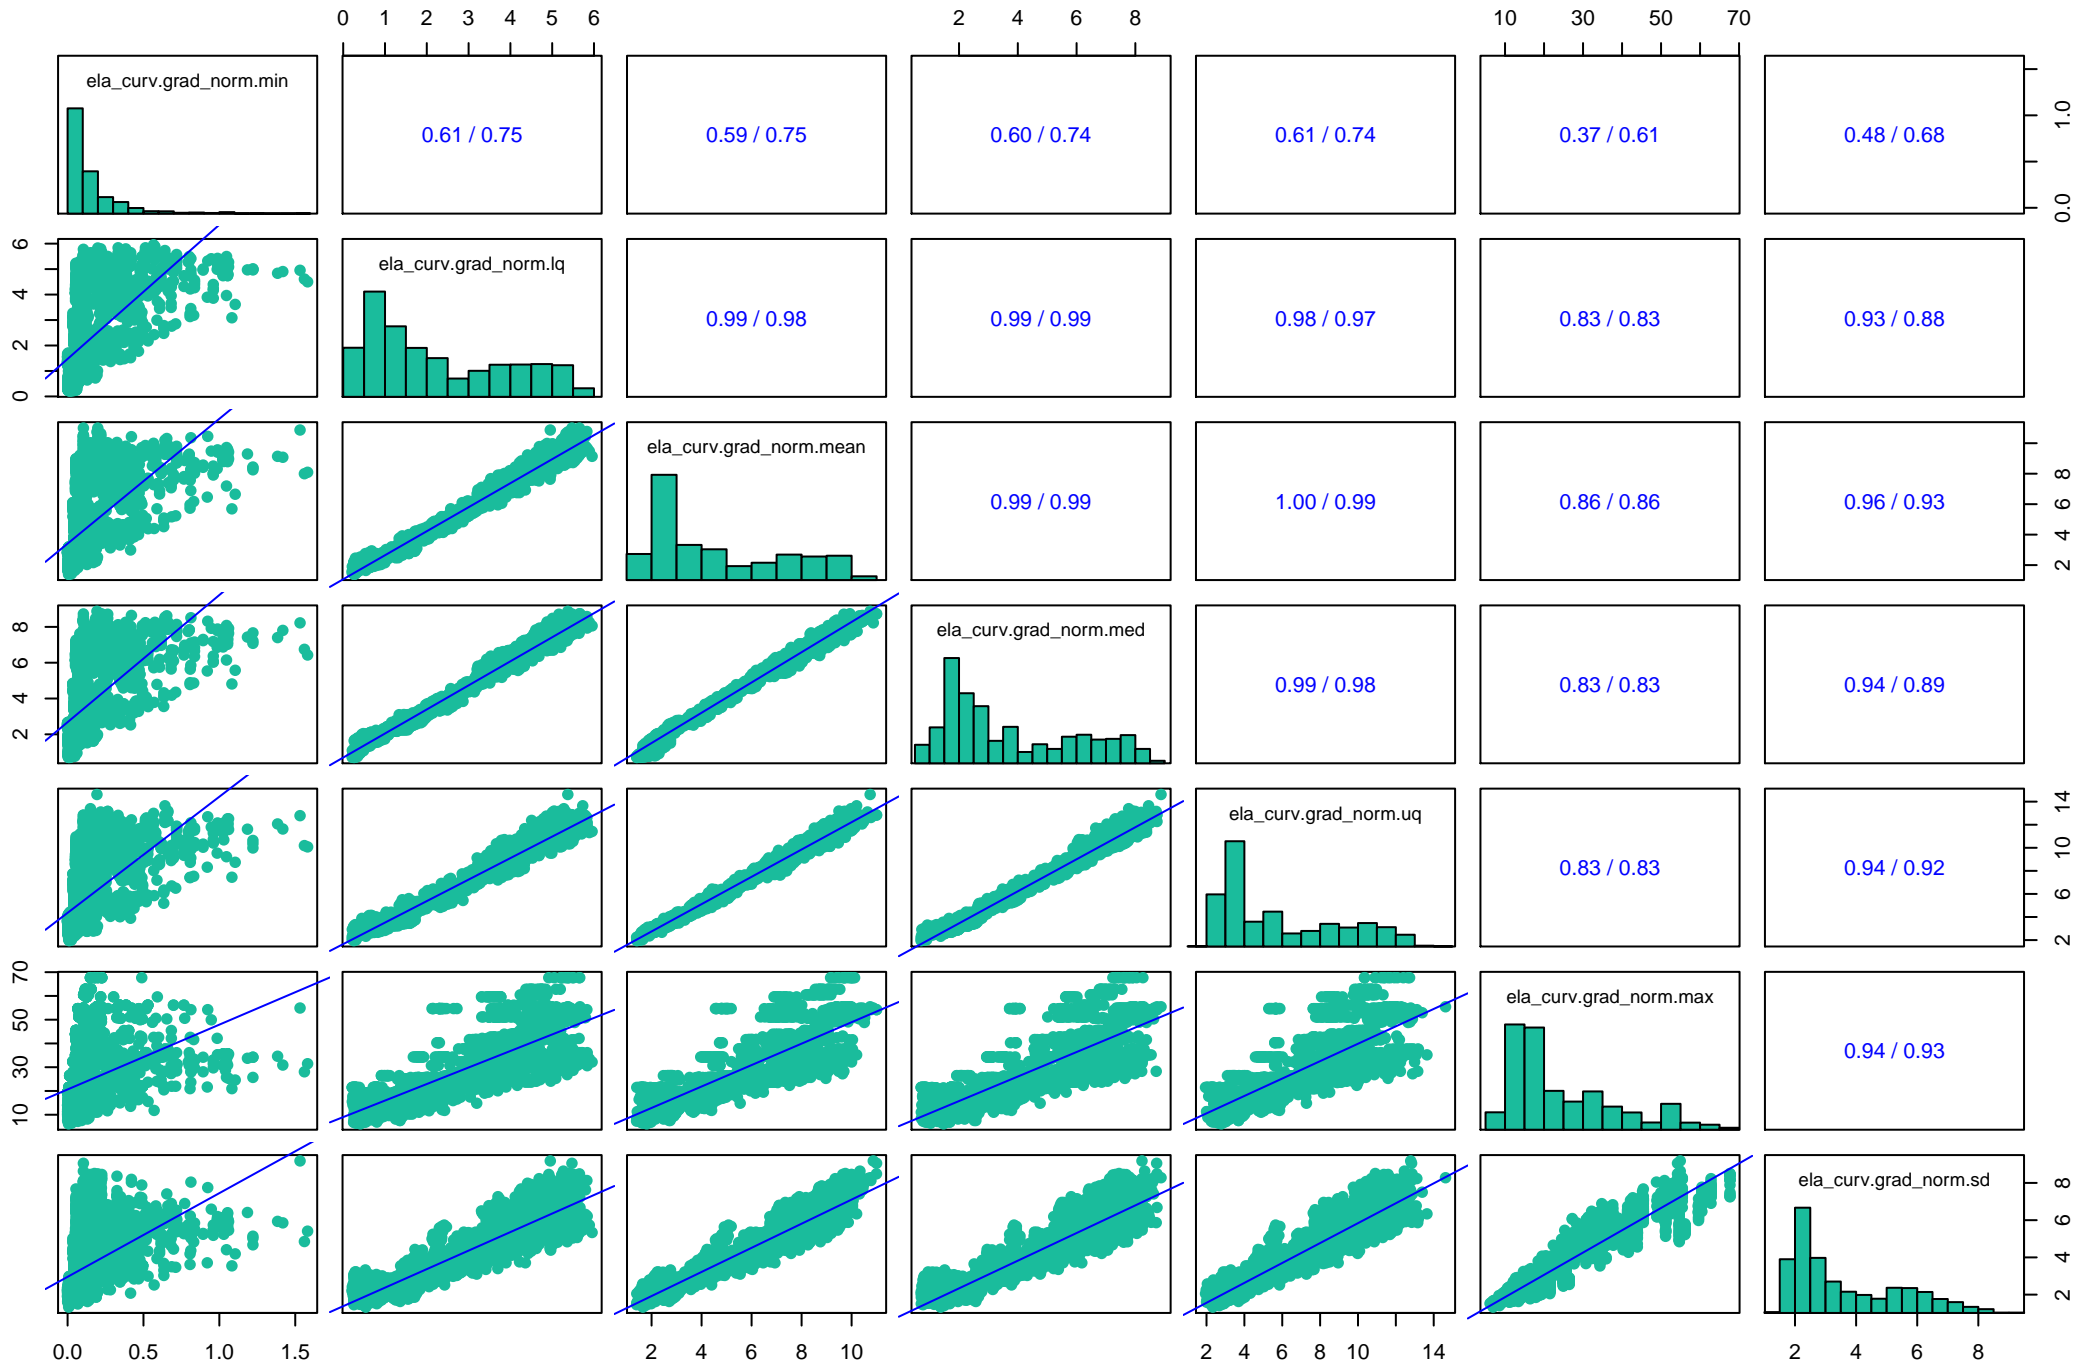 0 1 2 3 4 5 6 2 4 6 8 10 30 50 70
ela_curv.grad_norm.min
0.61 / 0.75 0.59 / 0.75 0.60 / 0.74 0.61 / 0.74 0.37 / 0.61 0.48 / 0.68
0.0 1.0
0 2 4 6
ela_curv.grad_norm.lq
0.99 / 0.98 0.99 / 0.99 0.98 / 0.97 0.83 / 0.83 0.93 / 0.88
ela_curv.grad_norm.mean
0.99 / 0.99 1.00 / 0.99 0.86 / 0.86 0.96 / 0.93
2 4 6 8
2 4 6 8
ela_curv.grad_norm.med
0.99 / 0.98 0.83 / 0.83 0.94 / 0.89
ela_curv.grad_norm.uq
0.83 / 0.83 0.94 / 0.92
2 6 10 14
10 30 50 70
ela_curv.grad_norm.max
0.94 / 0.93
ela_curv.grad_norm.sd
2 4 6 8
0.0 0.5 1.0 1.5 2 4 6 8 10 2 4 6 8 10 14 2 4 6 8